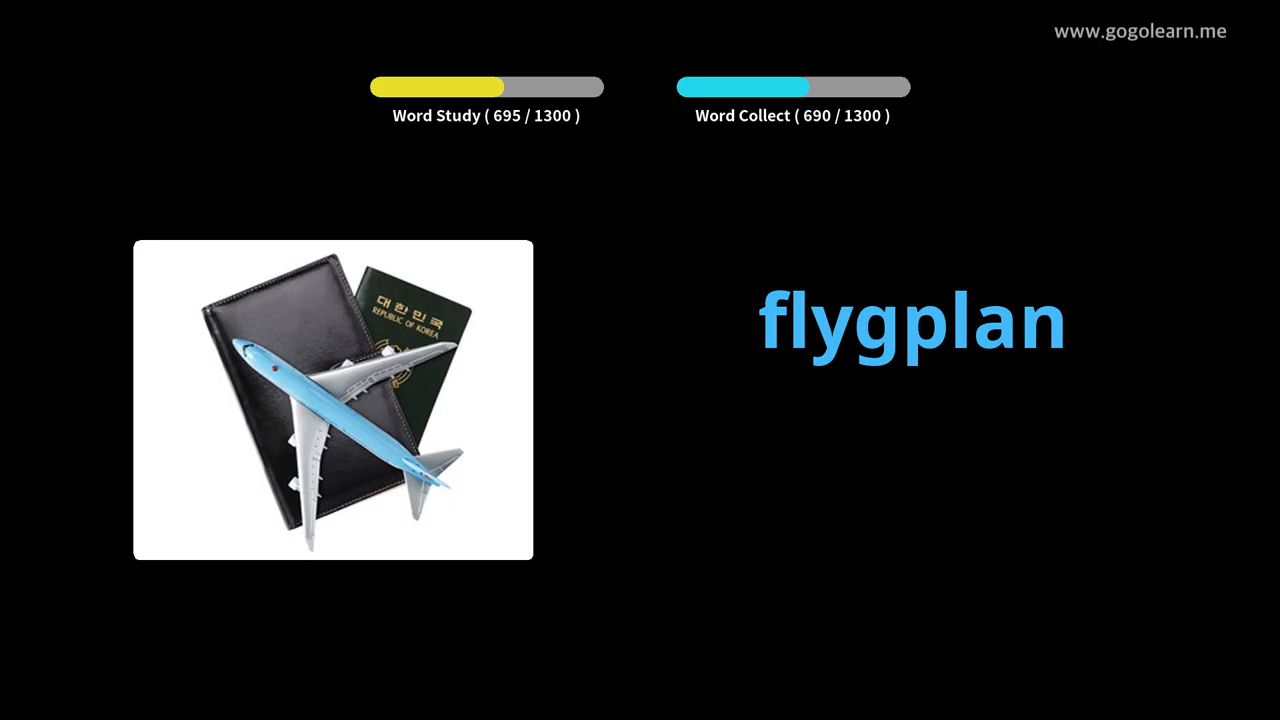 www.gogolearn.me
Word Study ( 695 / 1300 )
Word Collect ( 690 / 1300 )
대한민국
REPUBLIC OF KOREA
flygplan